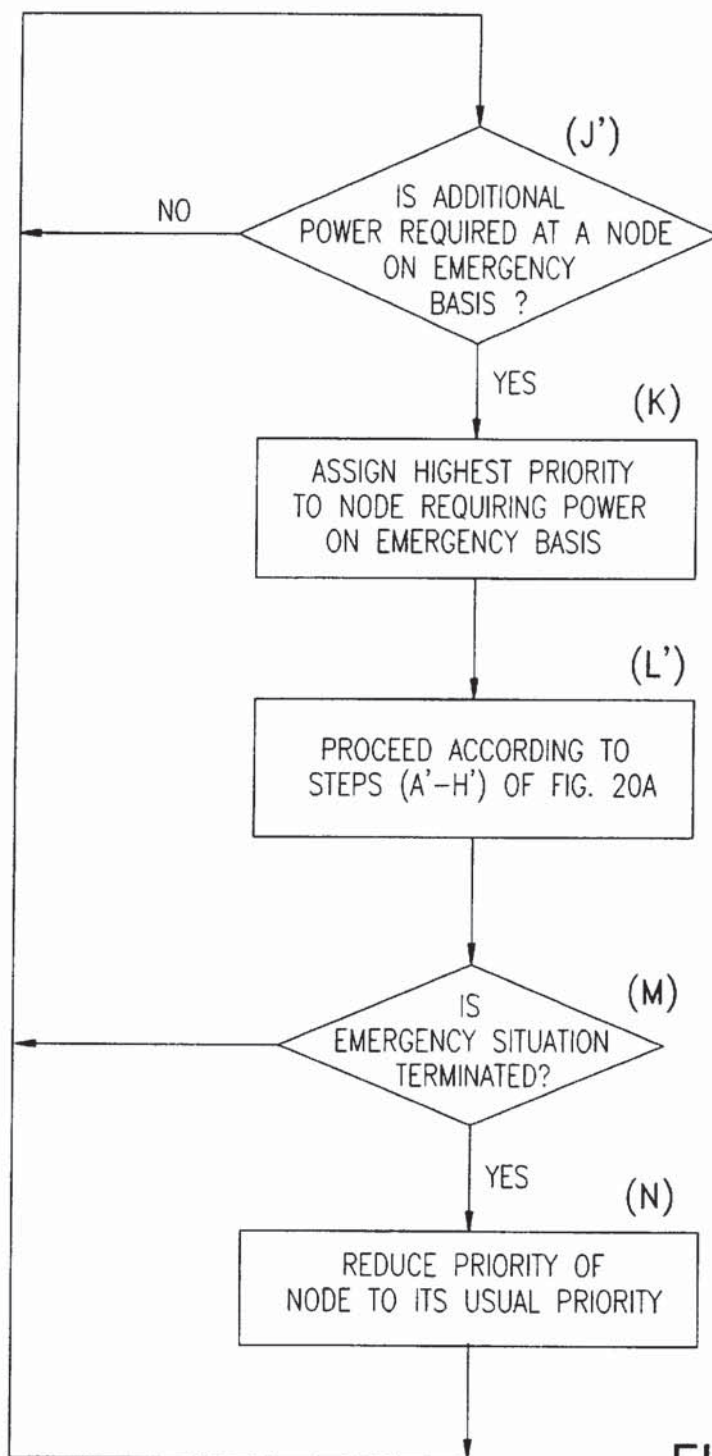 (J')
IS ADDITIONAL
POWER REQUIRED AT A NODE
ON EMERGENCY
BASIS ?
NO
YES
(K)
ASSIGN HIGHEST PRIORITY
TO NODE REQUIRING POWER
ON EMERGENCY BASIS
(L')
PROCEED ACCORDING TO
STEPS (A'-H') OF FIG. 20A
(M)
IS
EMERGENCY SITUATION
TERMINATED?
YES
(N)
REDUCE PRIORITY OF
NODE TO ITS USUAL PRIORITY